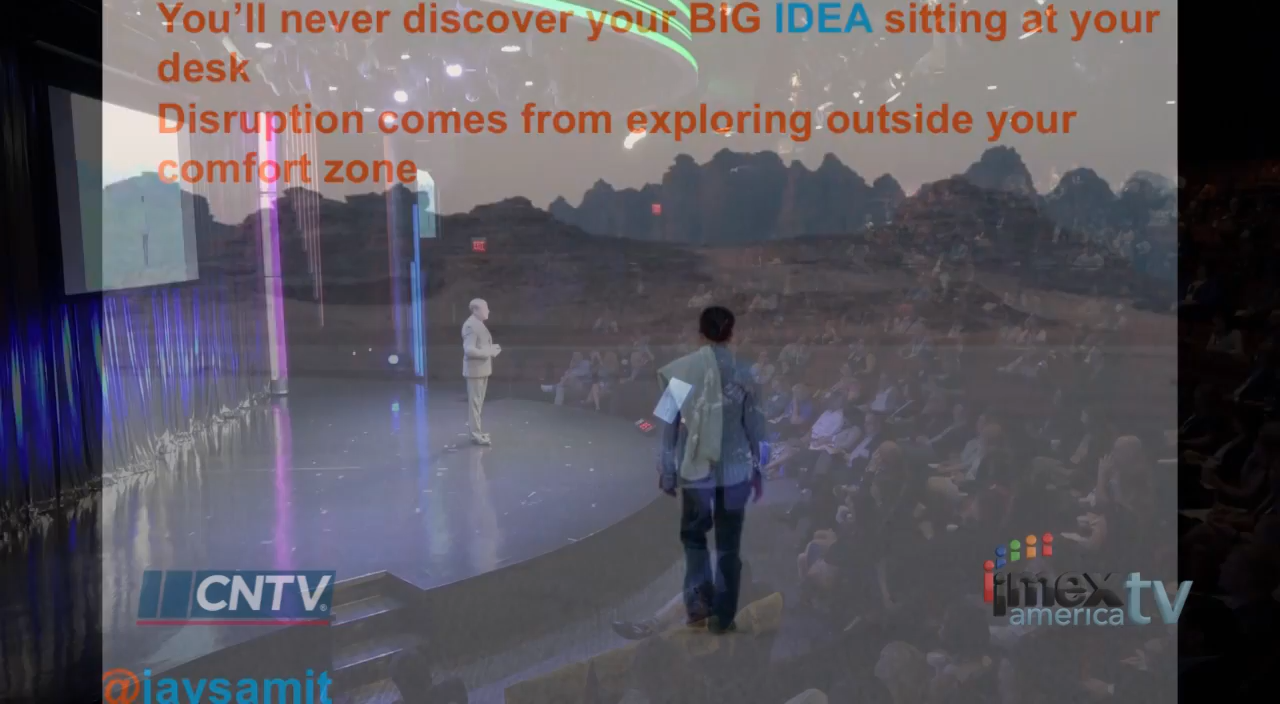 You’ll never discover your BIG IDEA sitting at your
desk
Disruption comes from exploring outside your
comfort zone
CNTV
imex
america tv
@jaysamit